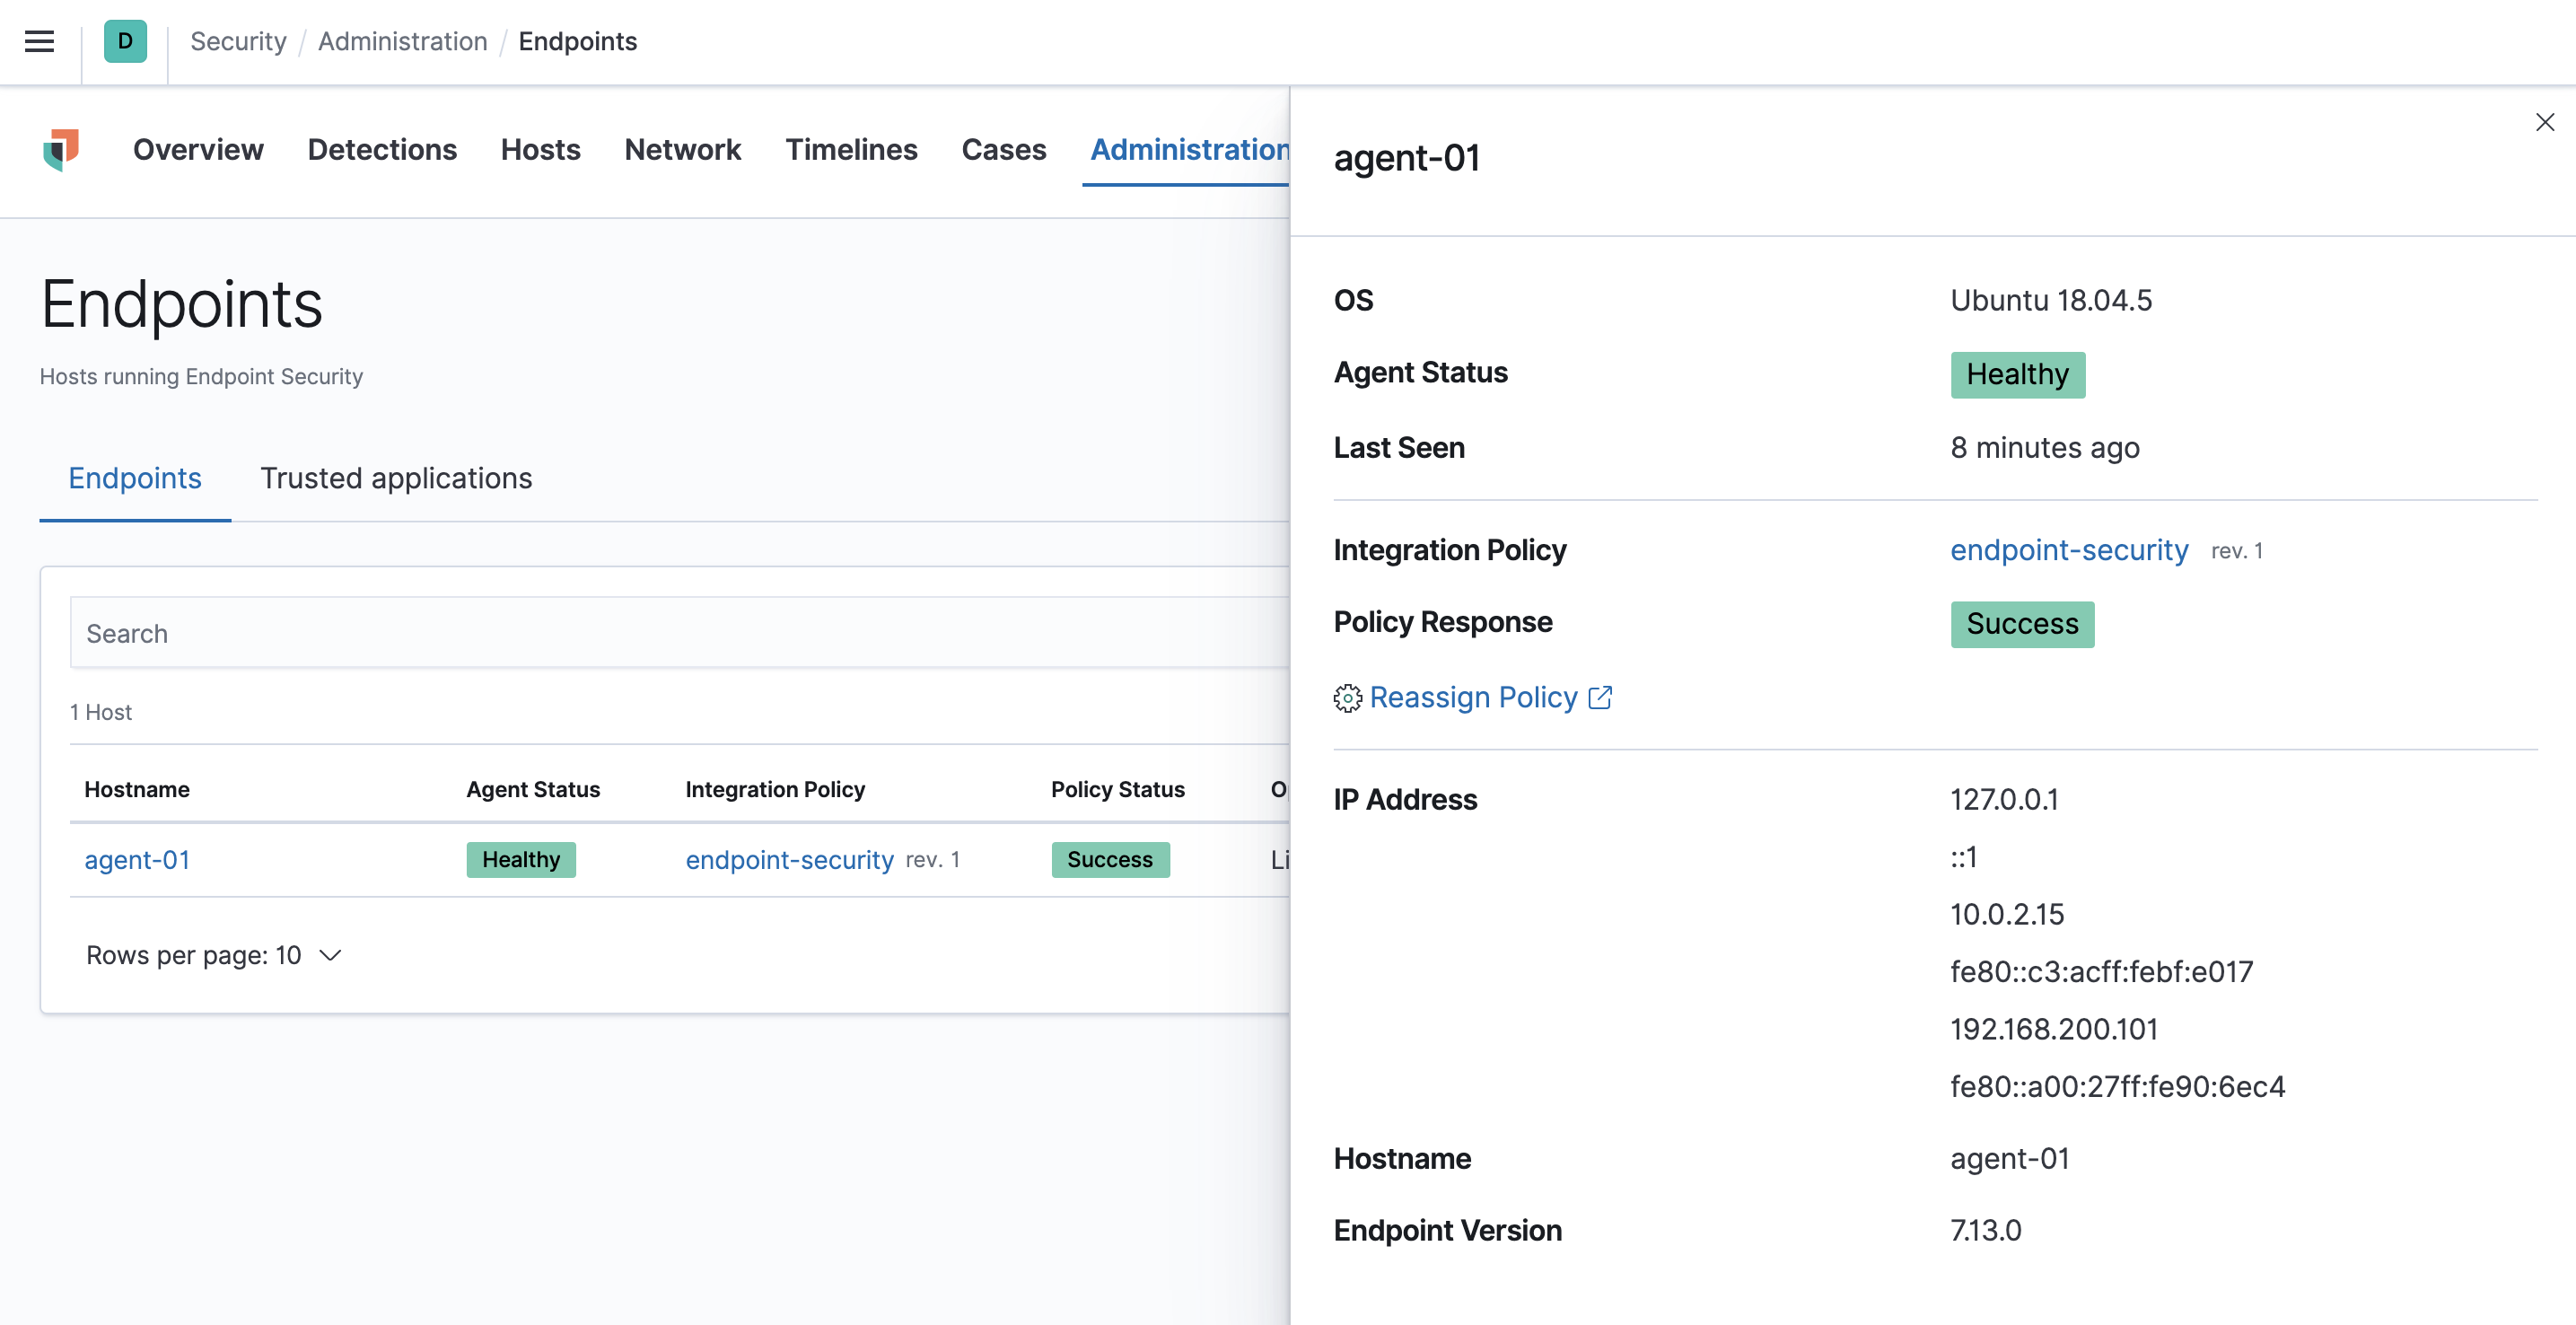 D Security / Administration / Endpoints
Overview Detections Hosts Network Timelines Cases Administration
Endpoints
Hosts running Endpoint Security
Endpoints Trusted applications
Search
1 Host
Hostname Agent Status Integration Policy Policy Status
agent-01 Healthy endpoint-security rev. 1 Success
Rows per page: 10
agent-01
OS Ubuntu 18.04.5
Agent Status Healthy
Last Seen 8 minutes ago
Integration Policy endpoint-security rev. 1
Policy Response Success
Reassign Policy
IP Address 127.0.0.1
::1
10.0.2.15
fe80::c3:acff:febf:e017
192.168.200.101
fe80::a00:27ff:fe90:6ec4
Hostname agent-01
Endpoint Version 7.13.0